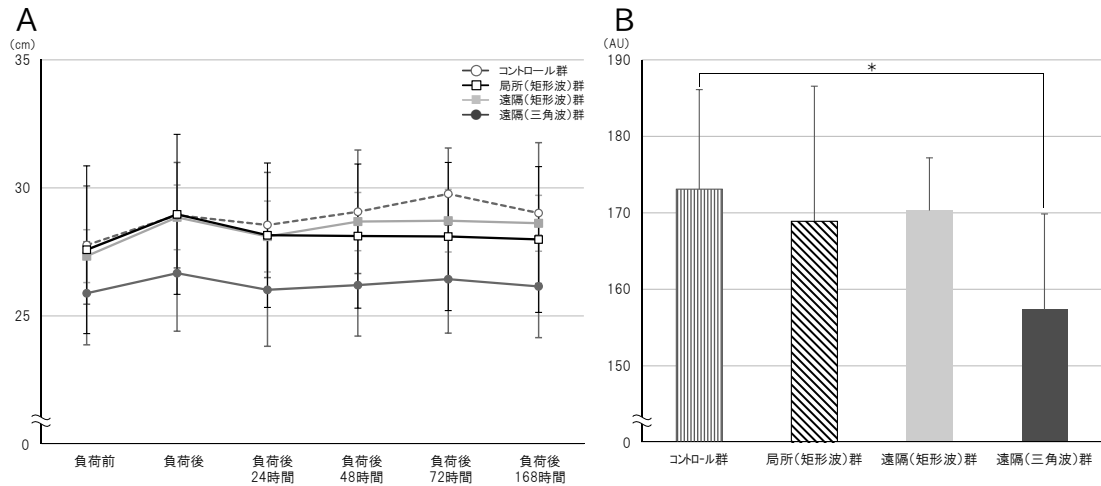 A
(cm)
35
30
25
0
コントロール群
局所(矩形波)群
遠隔(矩形波)群
遠隔(三角波)群
負荷前
負荷後
負荷後
24時間
負荷後
48時間
負荷後
72時間
負荷後
168時間
B
(AU)
190
180
170
160
150
0
*
コントロール群
局所(矩形波)群
遠隔(矩形波)群
遠隔(三角波)群